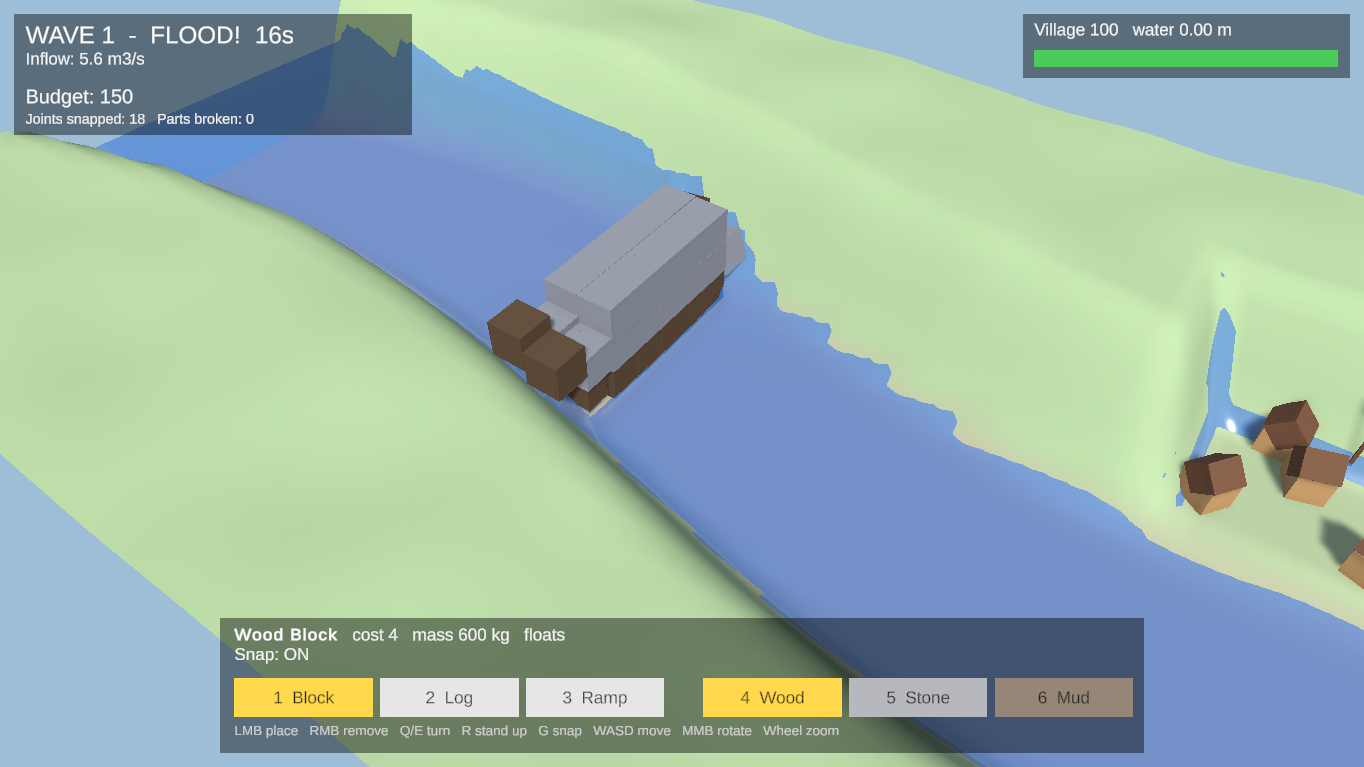 WAVE 1 - FLOOD! 16s
Inflow: 5.6 m3/s
Budget: 150
Joints snapped: 18 Parts broken: 0
Village 100 water 0.00 m
Wood Block cost 4 mass 600 kg floats
Snap: ON
1 Block 2 Log 3 Ramp 4 Wood 5 Stone 6 Mud
LMB place RMB remove Q/E turn R stand up G snap WASD move MMB rotate Wheel zoom